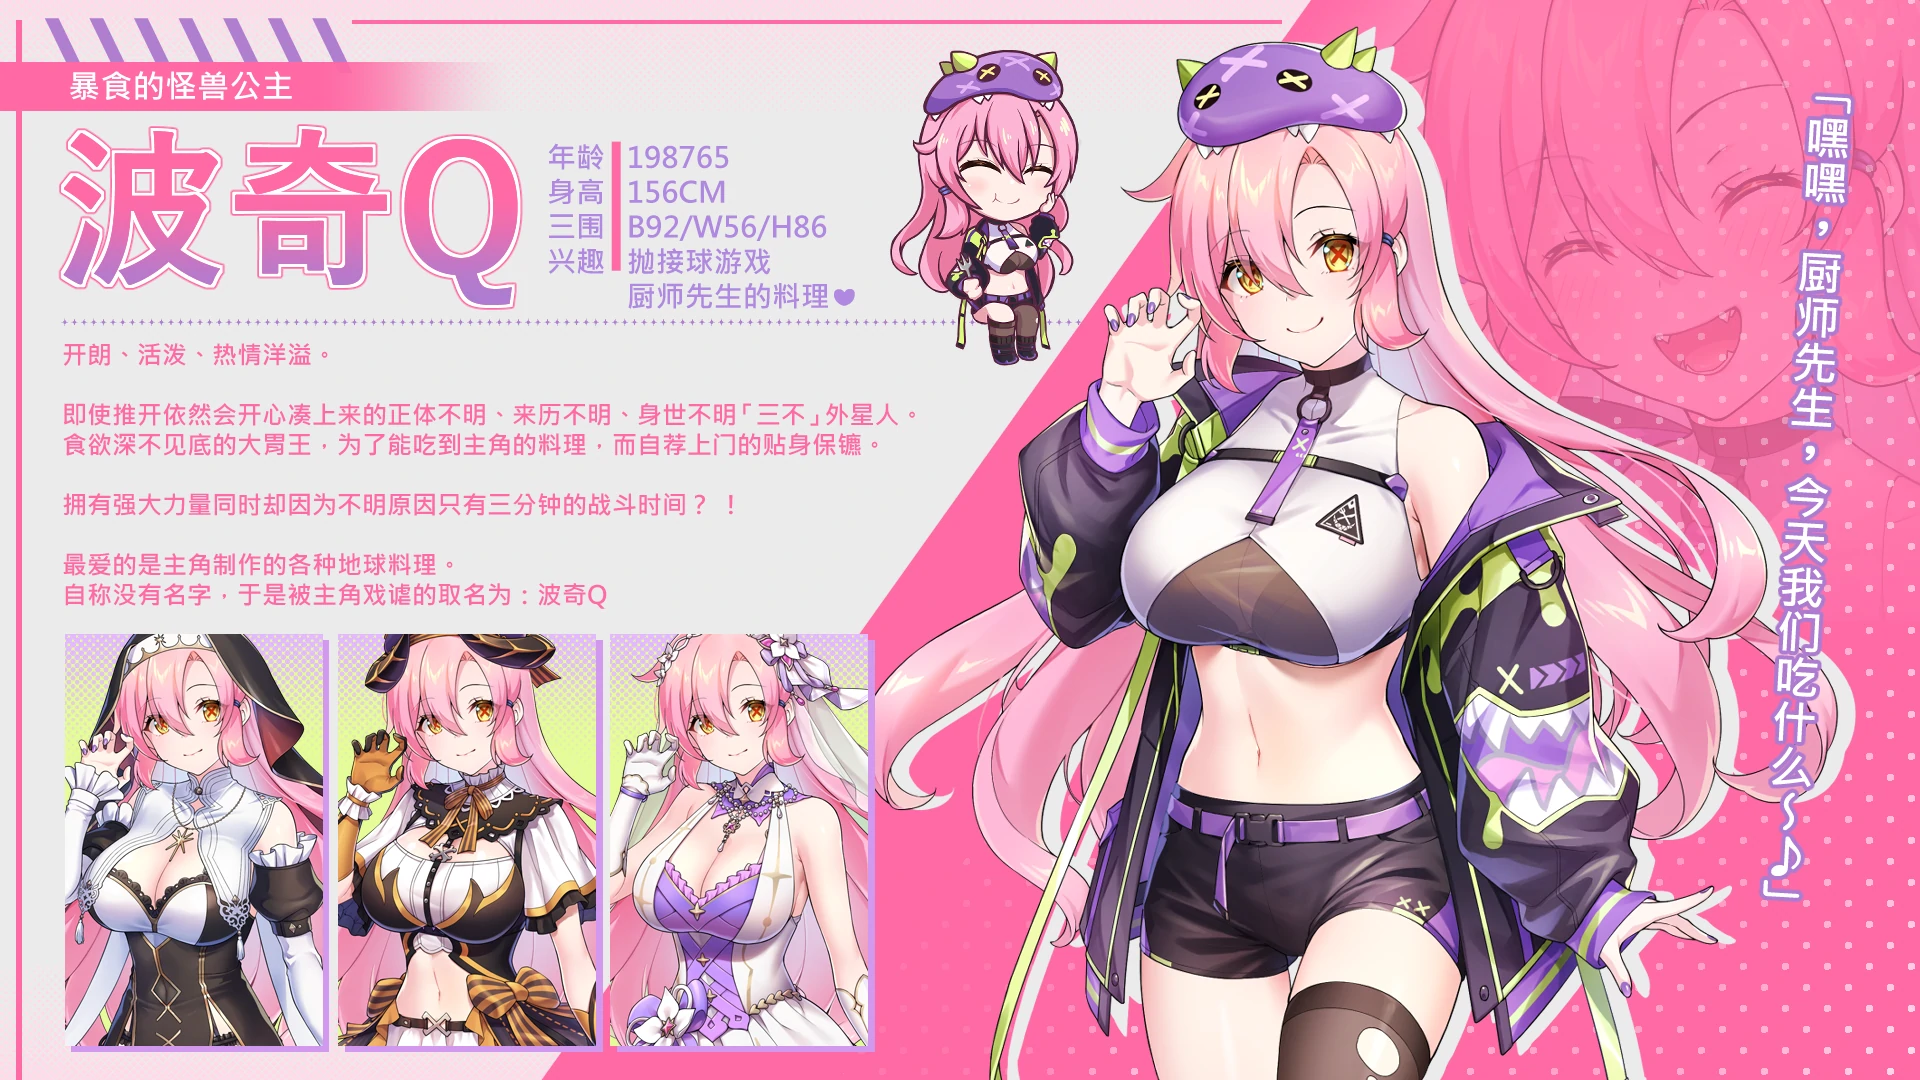 暴食的怪兽公主
波奇Q
年龄 198765
身高 156CM
三围 B92/W56/H86
兴趣 抛接球游戏
厨师先生的料理
开朗、活泼、热情洋溢。
即使推开依然会开心凑上来的正体不明、来历不明、身世不明「三不」外星人。
食欲深不见底的大胃王，为了能吃到主角的料理，而自荐上门的贴身保镖。
拥有强大力量同时却因为不明原因只有三分钟的战斗时间？！
最爱的是主角制作的各种地球料理。
自称没有名字，于是被主角戏谑的取名为：波奇Q
「嘿嘿，厨师先生，今天我们吃什么～♪」